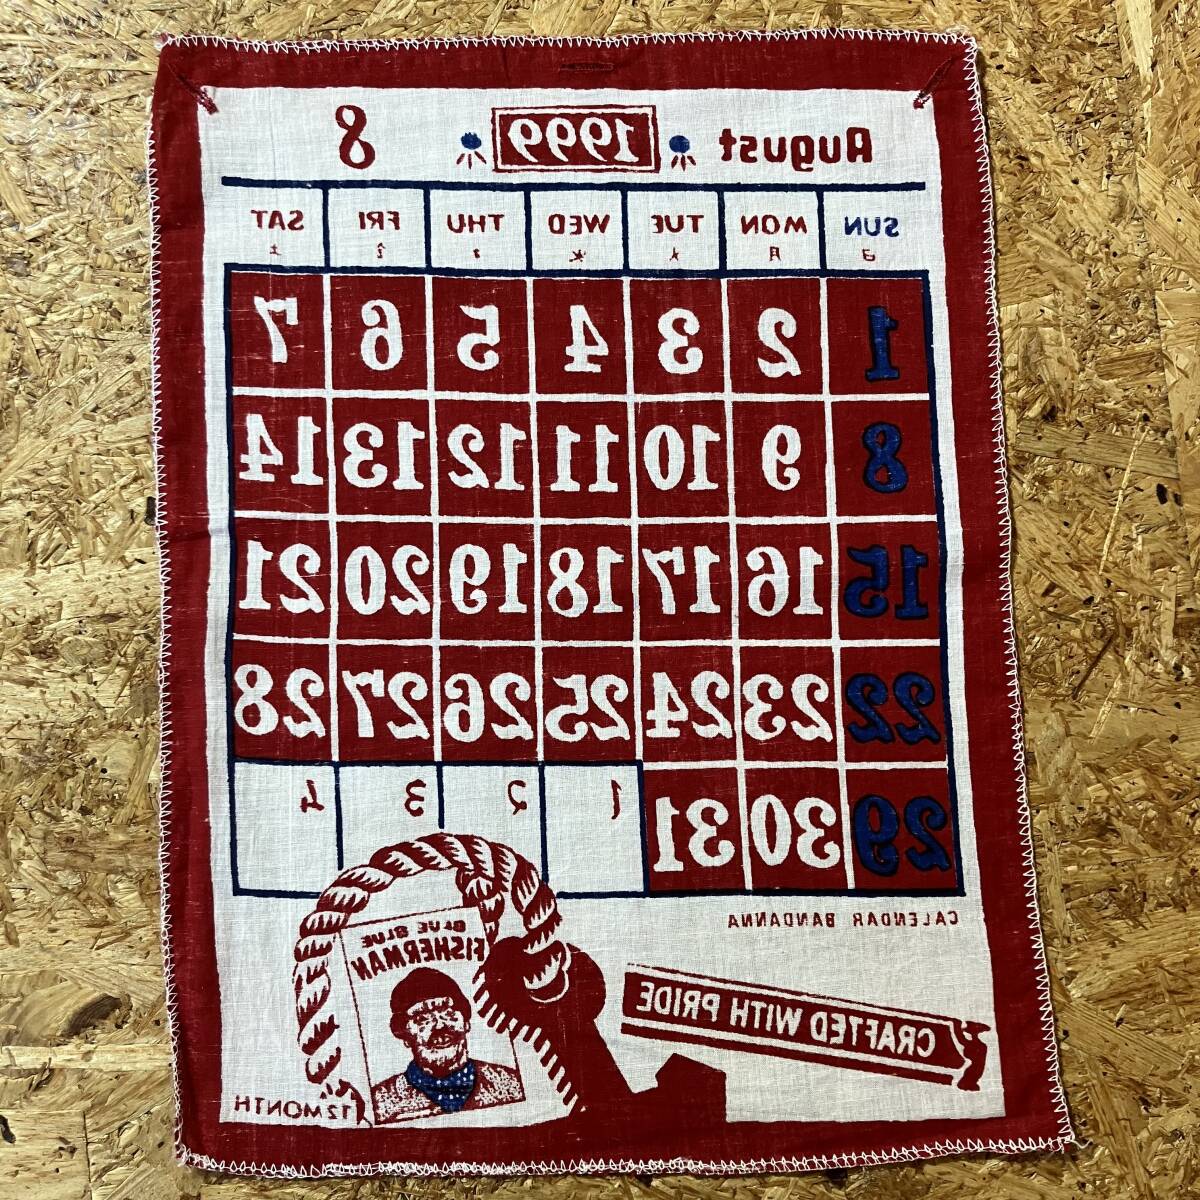 August 1999 8
SUN MON TUE WED THU FRI SAT
日 月 火 水 木 金 土
1 2 3 4 5 6 7
8 9 10 11 12 13 14
15 16 17 18 19 20 21
22 23 24 25 26 27 28
29 30 31 1 2 3 4
CALENDAR BANDANNA
BLUE BLUE
FISHERMAN
CRAFTED WITH PRIDE
12 MONTH